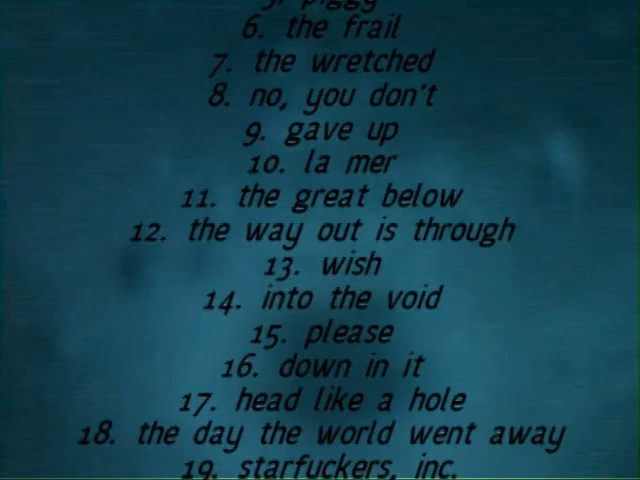 5. piggy
6. the frail
7. the wretched
8. no, you don't
9. gave up
10. la mer
11. the great below
12. the way out is through
13. wish
14. into the void
15. please
16. down in it
17. head like a hole
18. the day the world went away
19. starfuckers, inc.